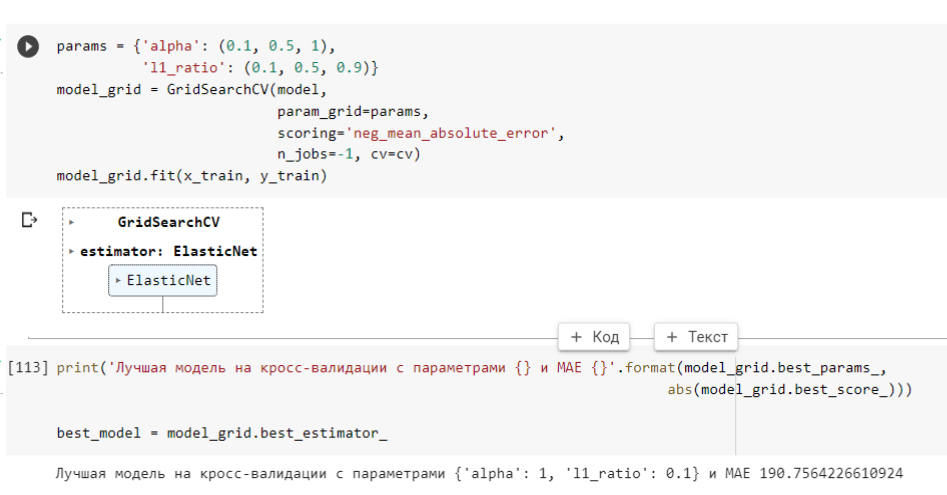 params = {'alpha': (0.1, 0.5, 1),
'l1_ratio': (0.1, 0.5, 0.9)}
model_grid = GridSearchCV(model,
param_grid=params,
scoring='neg_mean_absolute_error',
n_jobs=-1, cv=cv)
model_grid.fit(x_train, y_train)
GridSearchCV
estimator: ElasticNet
ElasticNet
+ Код + Текст
[113] print('Лучшая модель на кросс-валидации с параметрами {} и MAE {}'.format(model_grid.best_params_,
abs(model_grid.best_score_)))
best_model = model_grid.best_estimator_
Лучшая модель на кросс-валидации с параметрами {'alpha': 1, 'l1_ratio': 0.1} и MAE 190.7564226610924